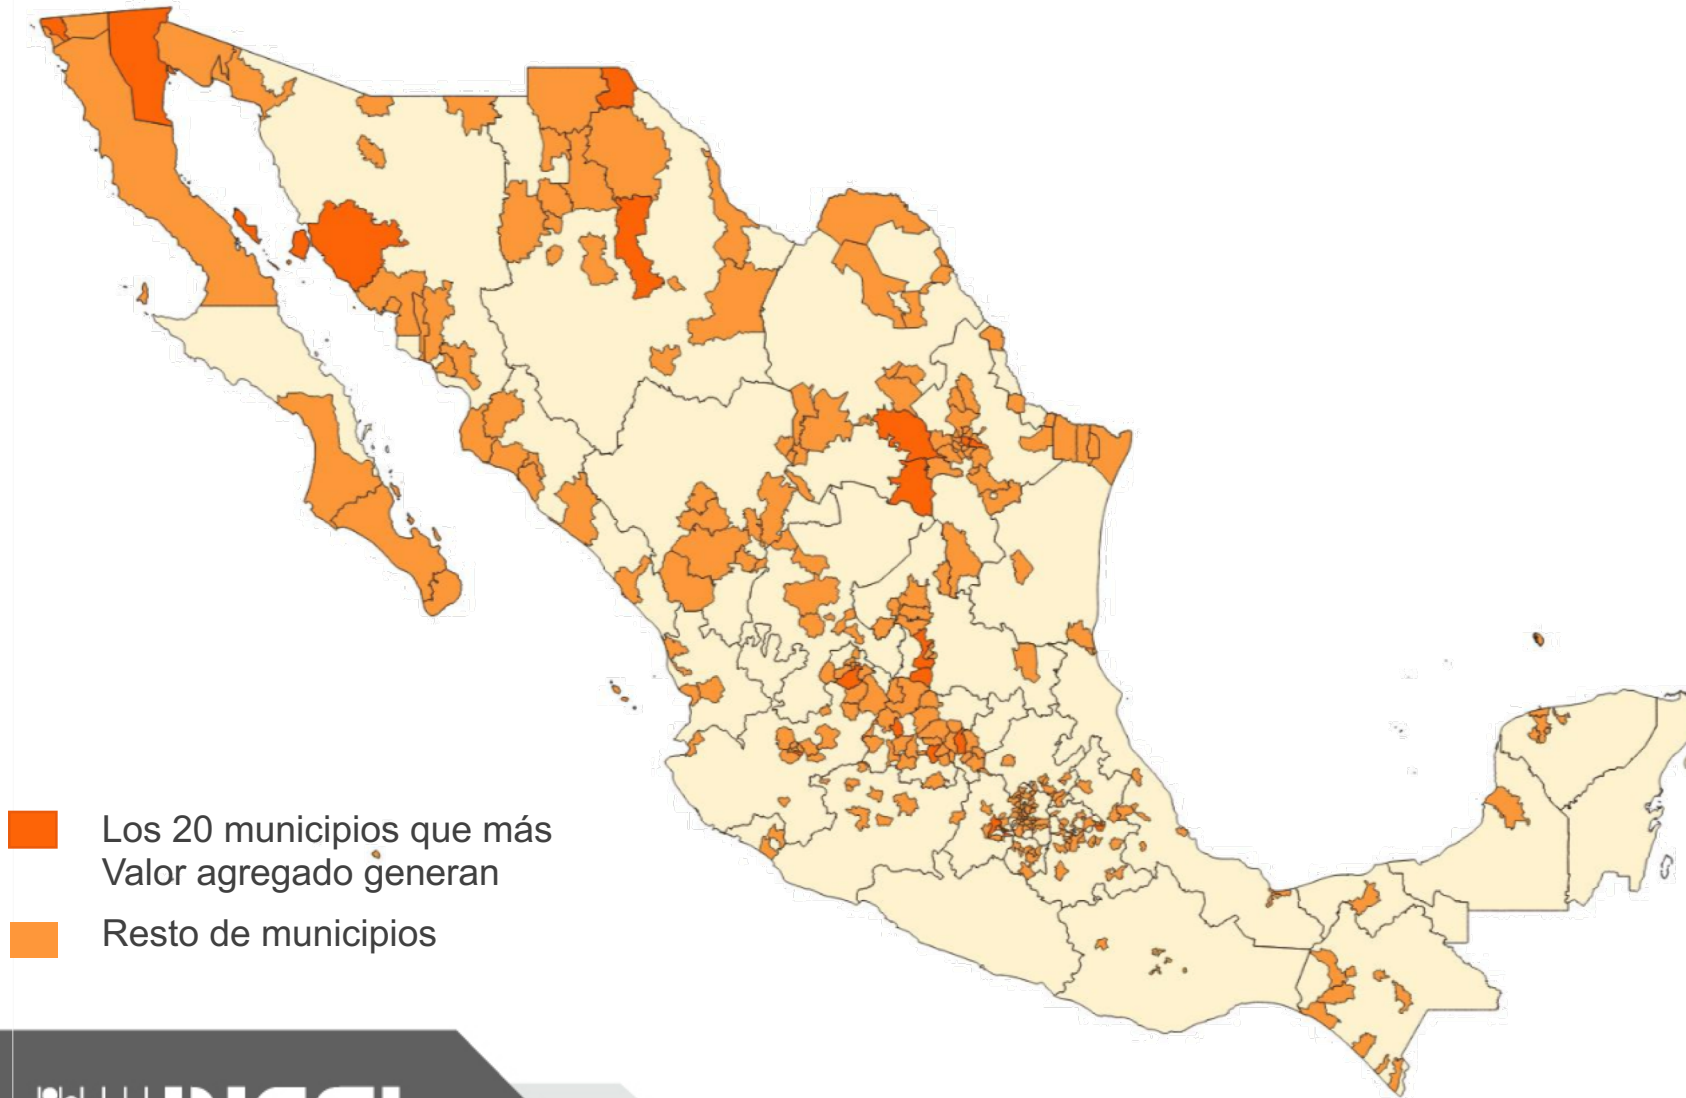 Los 20 municipios que más
Valor agregado generan
Resto de municipios